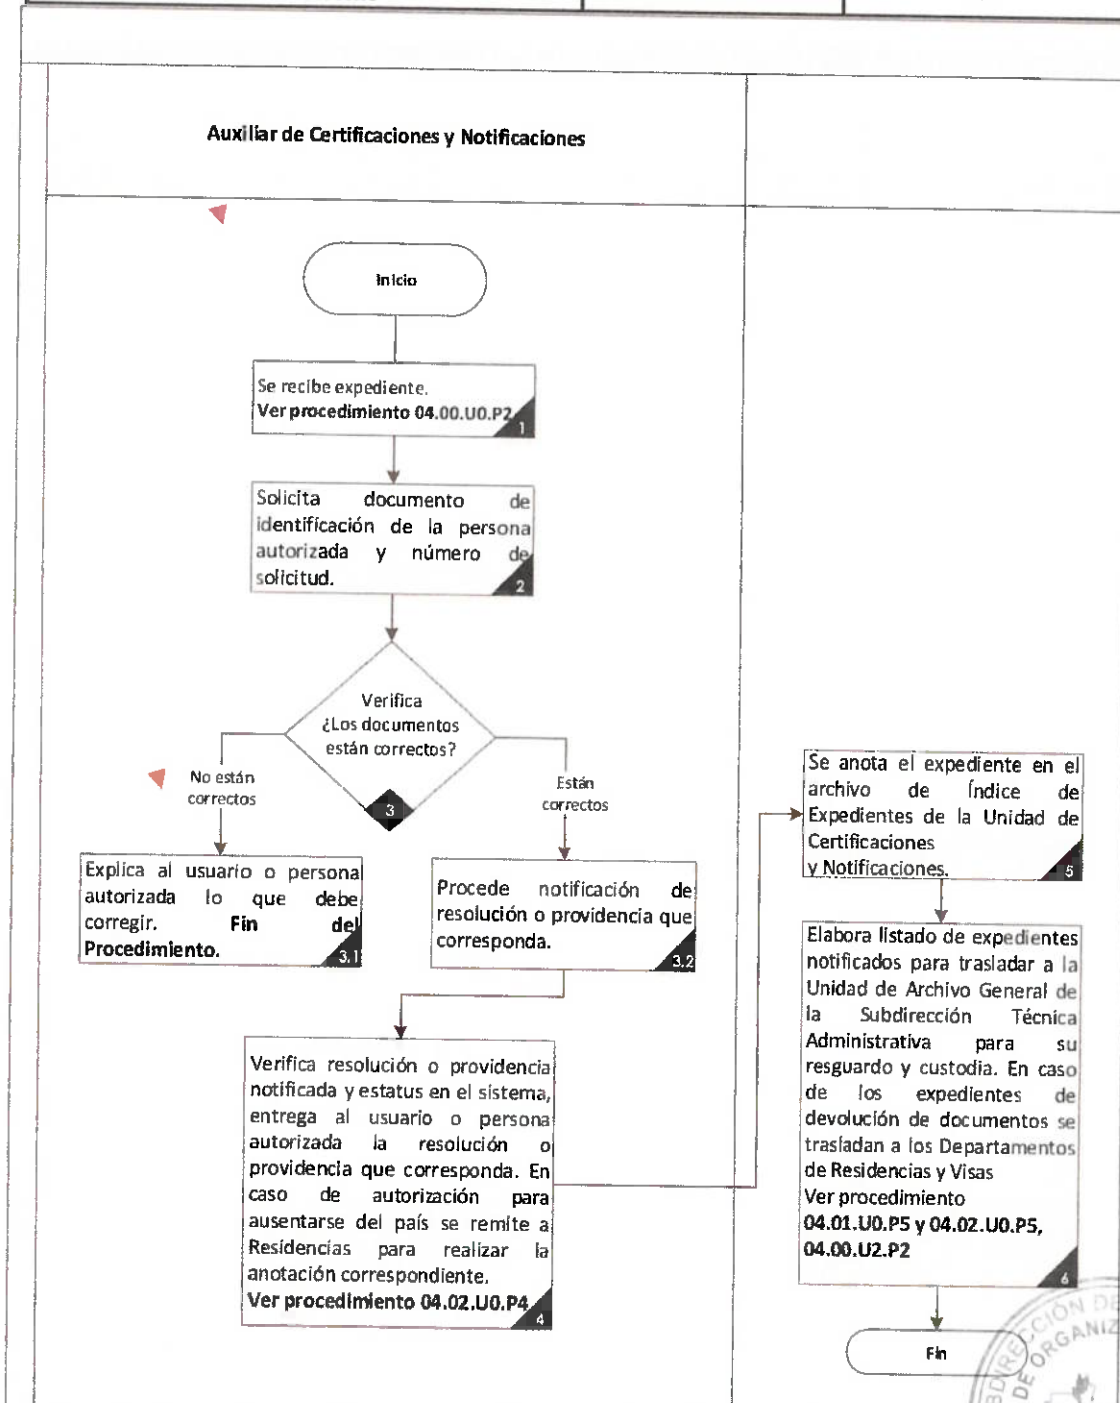 Auxiliar de Certificaciones y Notificaciones
Inicio
Se recibe expediente.
Ver procedimiento 04.00.U0.P2
1
Solicita documento de
identificación de la persona
autorizada y número de
solicitud.
2
Verifica
¿Los documentos
están correctos?
3
No están
correctos
Están
correctos
Explica al usuario o personal
autorizada lo que debe
corregir. Fin del
Procedimiento.
3.1
Procede notificación de
resolución o providencia que
corresponda.
3.2
Verifica resolución o providencia
notificada y estatus en el sistema,
entrega al usuario o persona
autorizada la resolución o
providencia que corresponda. En
caso de autorización para
ausentarse del país se remite a
Residencias para realizar la
anotación correspondiente.
Ver procedimiento 04.02.U0.P4
4
Se anota el expediente en el
archivo de Índice de
Expedientes de la Unidad de
Certificaciones
y Notificaciones.
5
Elabora listado de expedientes
notificados para trasladar a la
Unidad de Archivo General de
la Subdirección Técnica
Administrativa para su
resguardo y custodia. En caso
de los expedientes de
devolución de documentos se
trasladan a los Departamentos
de Residencias y Visas
Ver procedimiento
04.01.U0.P5 y 04.02.U0.P5,
04.00.U2.P2
6
Fin